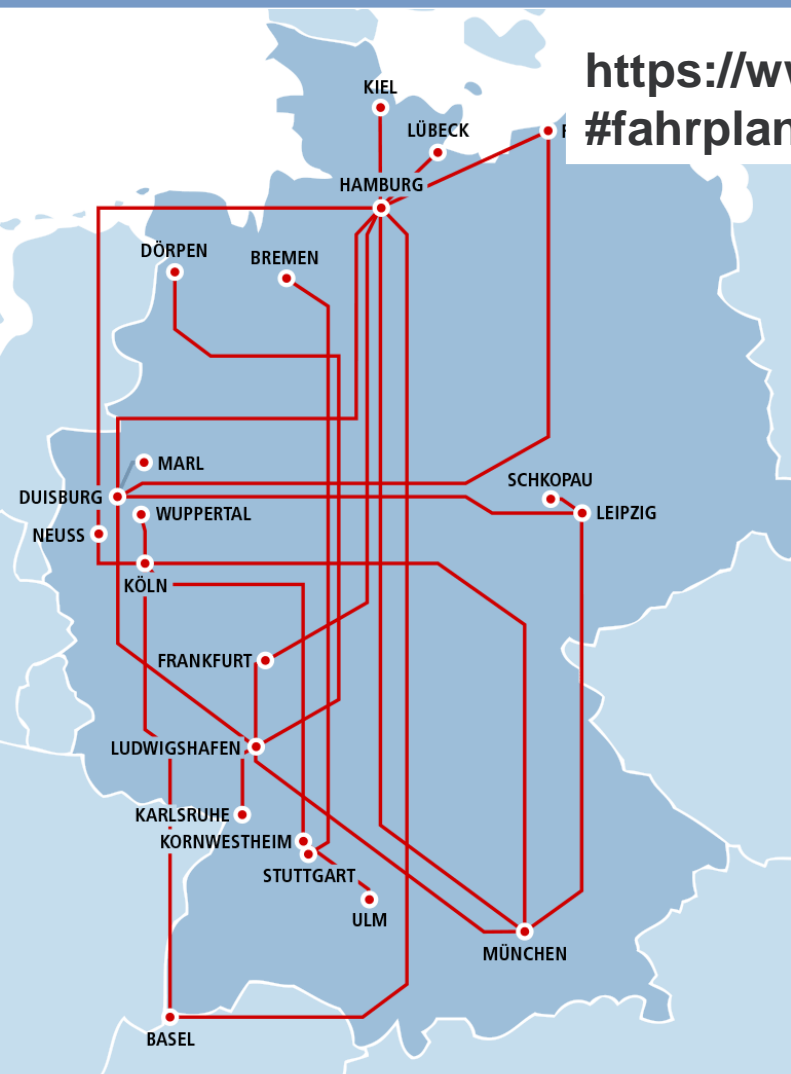 https://w
#fahrplan
KIEL
LÜBECK
HAMBURG
DÖRPEN
BREMEN
MARL
SCHKOPAU
DUISBURG
WUPPERTAL
LEIPZIG
NEUSS
KÖLN
FRANKFURT
LUDWIGSHAFEN
KARLSRUHE
KORNWESTHEIM
STUTTGART
ULM
MÜNCHEN
BASEL